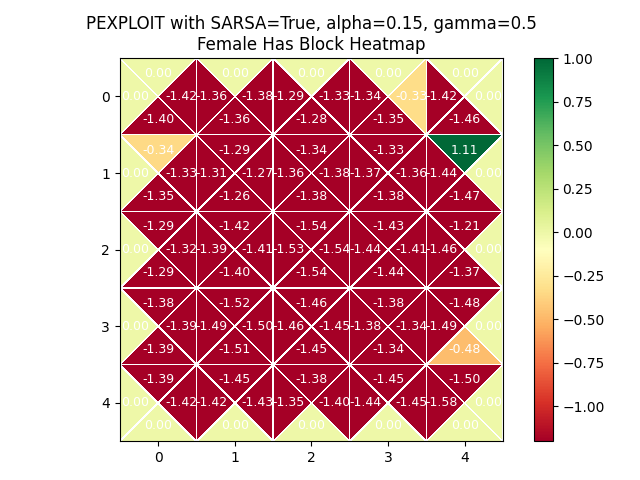 PEXPLOIT with SARSA=True, alpha=0.15, gamma=0.5
Female Has Block Heatmap
0.00 0.00 0.00 0.00 0.00
0 0.00 -1.42 -1.36 -1.38 -1.29 -1.33 -1.34 -0.33 -1.42 0.00
-1.40 -1.36 -1.28 -1.35 -1.46
-0.34 -1.29 -1.34 -1.33 1.11
1 0.00 -1.33 -1.31 -1.27 -1.36 -1.38 -1.37 -1.36 -1.44 0.00
-1.35 -1.26 -1.38 -1.38 -1.47
-1.29 -1.42 -1.54 -1.43 -1.21
2 0.00 -1.32 -1.39 -1.41 -1.53 -1.54 -1.44 -1.41 -1.46 0.00
-1.29 -1.40 -1.54 -1.44 -1.37
-1.38 -1.52 -1.46 -1.38 -1.48
3 0.00 -1.39 -1.49 -1.50 -1.46 -1.45 -1.38 -1.34 -1.49 0.00
-1.39 -1.51 -1.45 -1.34 -0.48
-1.39 -1.45 -1.38 -1.45 -1.50
4 0.00 -1.42 -1.42 -1.43 -1.35 -1.40 -1.44 -1.45 -1.58 0.00
0.00 0.00 0.00 0.00 0.00
0 1 2 3 4
1.00
0.75
0.50
0.25
0.00
−0.25
−0.50
−0.75
−1.00